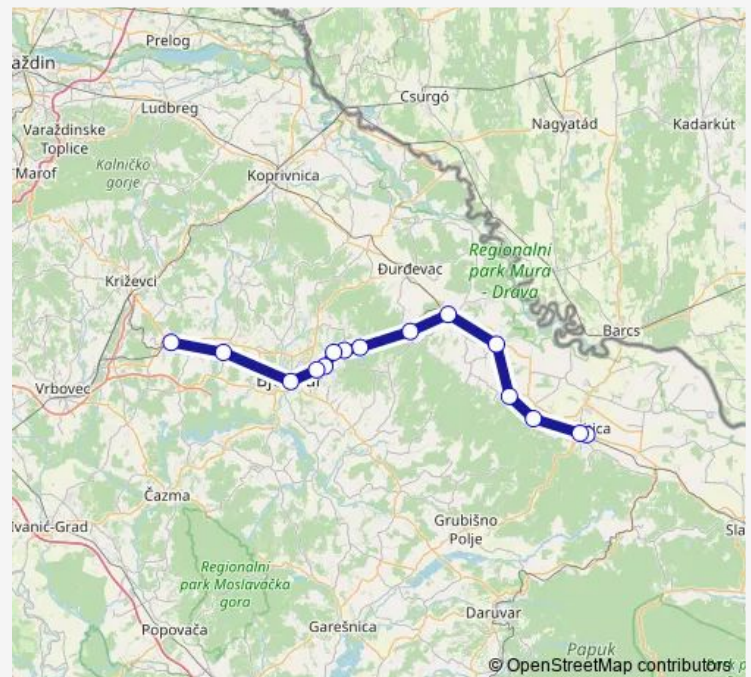 Prelog
aždin
Csurgó
Ludbreg
Nagyatád
Kadarkút
Varaždinske
Toplice
Marof
Kalničko
gorje
Koprivnica
Regionalni
park Mura
- Drava
Đurđevac
Križevci
Barcs
Vrbovec
Čazma
Ivanić-Grad
Grubišno
Polje
Sla
Regionalni
park Moslavačka
gora
Daruvar
Popovača
Garešnica
Papuk
© OpenStreetMap contributors